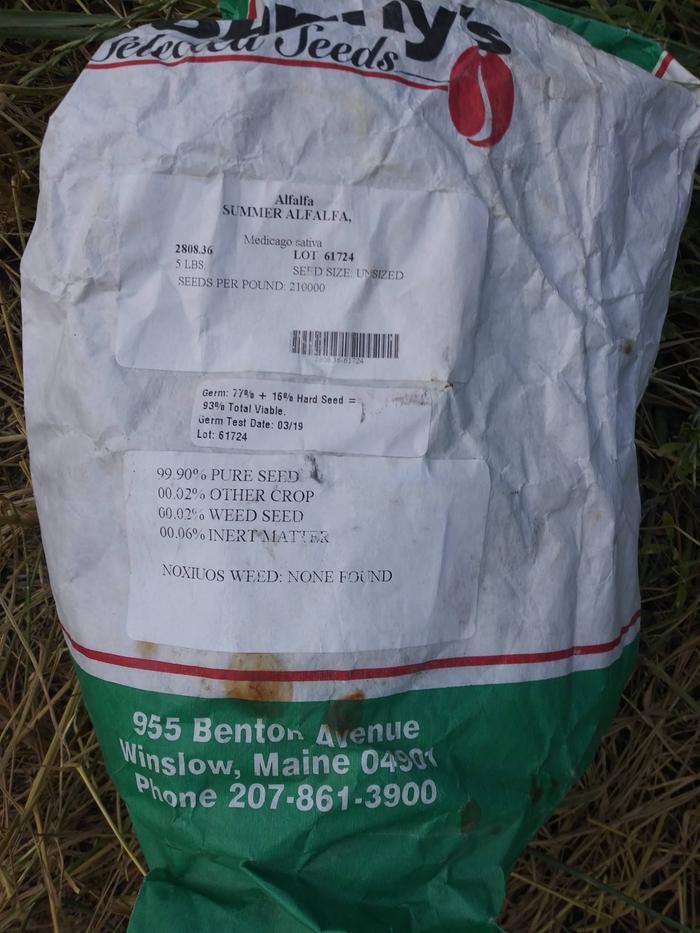 Selected Seeds
Alfalfa
SUMMER ALFALFA,
Medicago sativa
2808.36 LOT 61724
5 LBS. SEED SIZE: UNSIZED
SEEDS PER POUND: 210000
2808.36-61724
Germ: 77% + 16% Hard Seed =
93% Total Viable.
Germ Test Date: 03/19
Lot: 61724
99.90% PURE SEED
00.02% OTHER CROP
00.02% WEED SEED
00.06% INERT MATTER
NOXIUOS WEED: NONE FOUND
955 Benton Avenue
Winslow, Maine 04901
Phone 207-861-3900